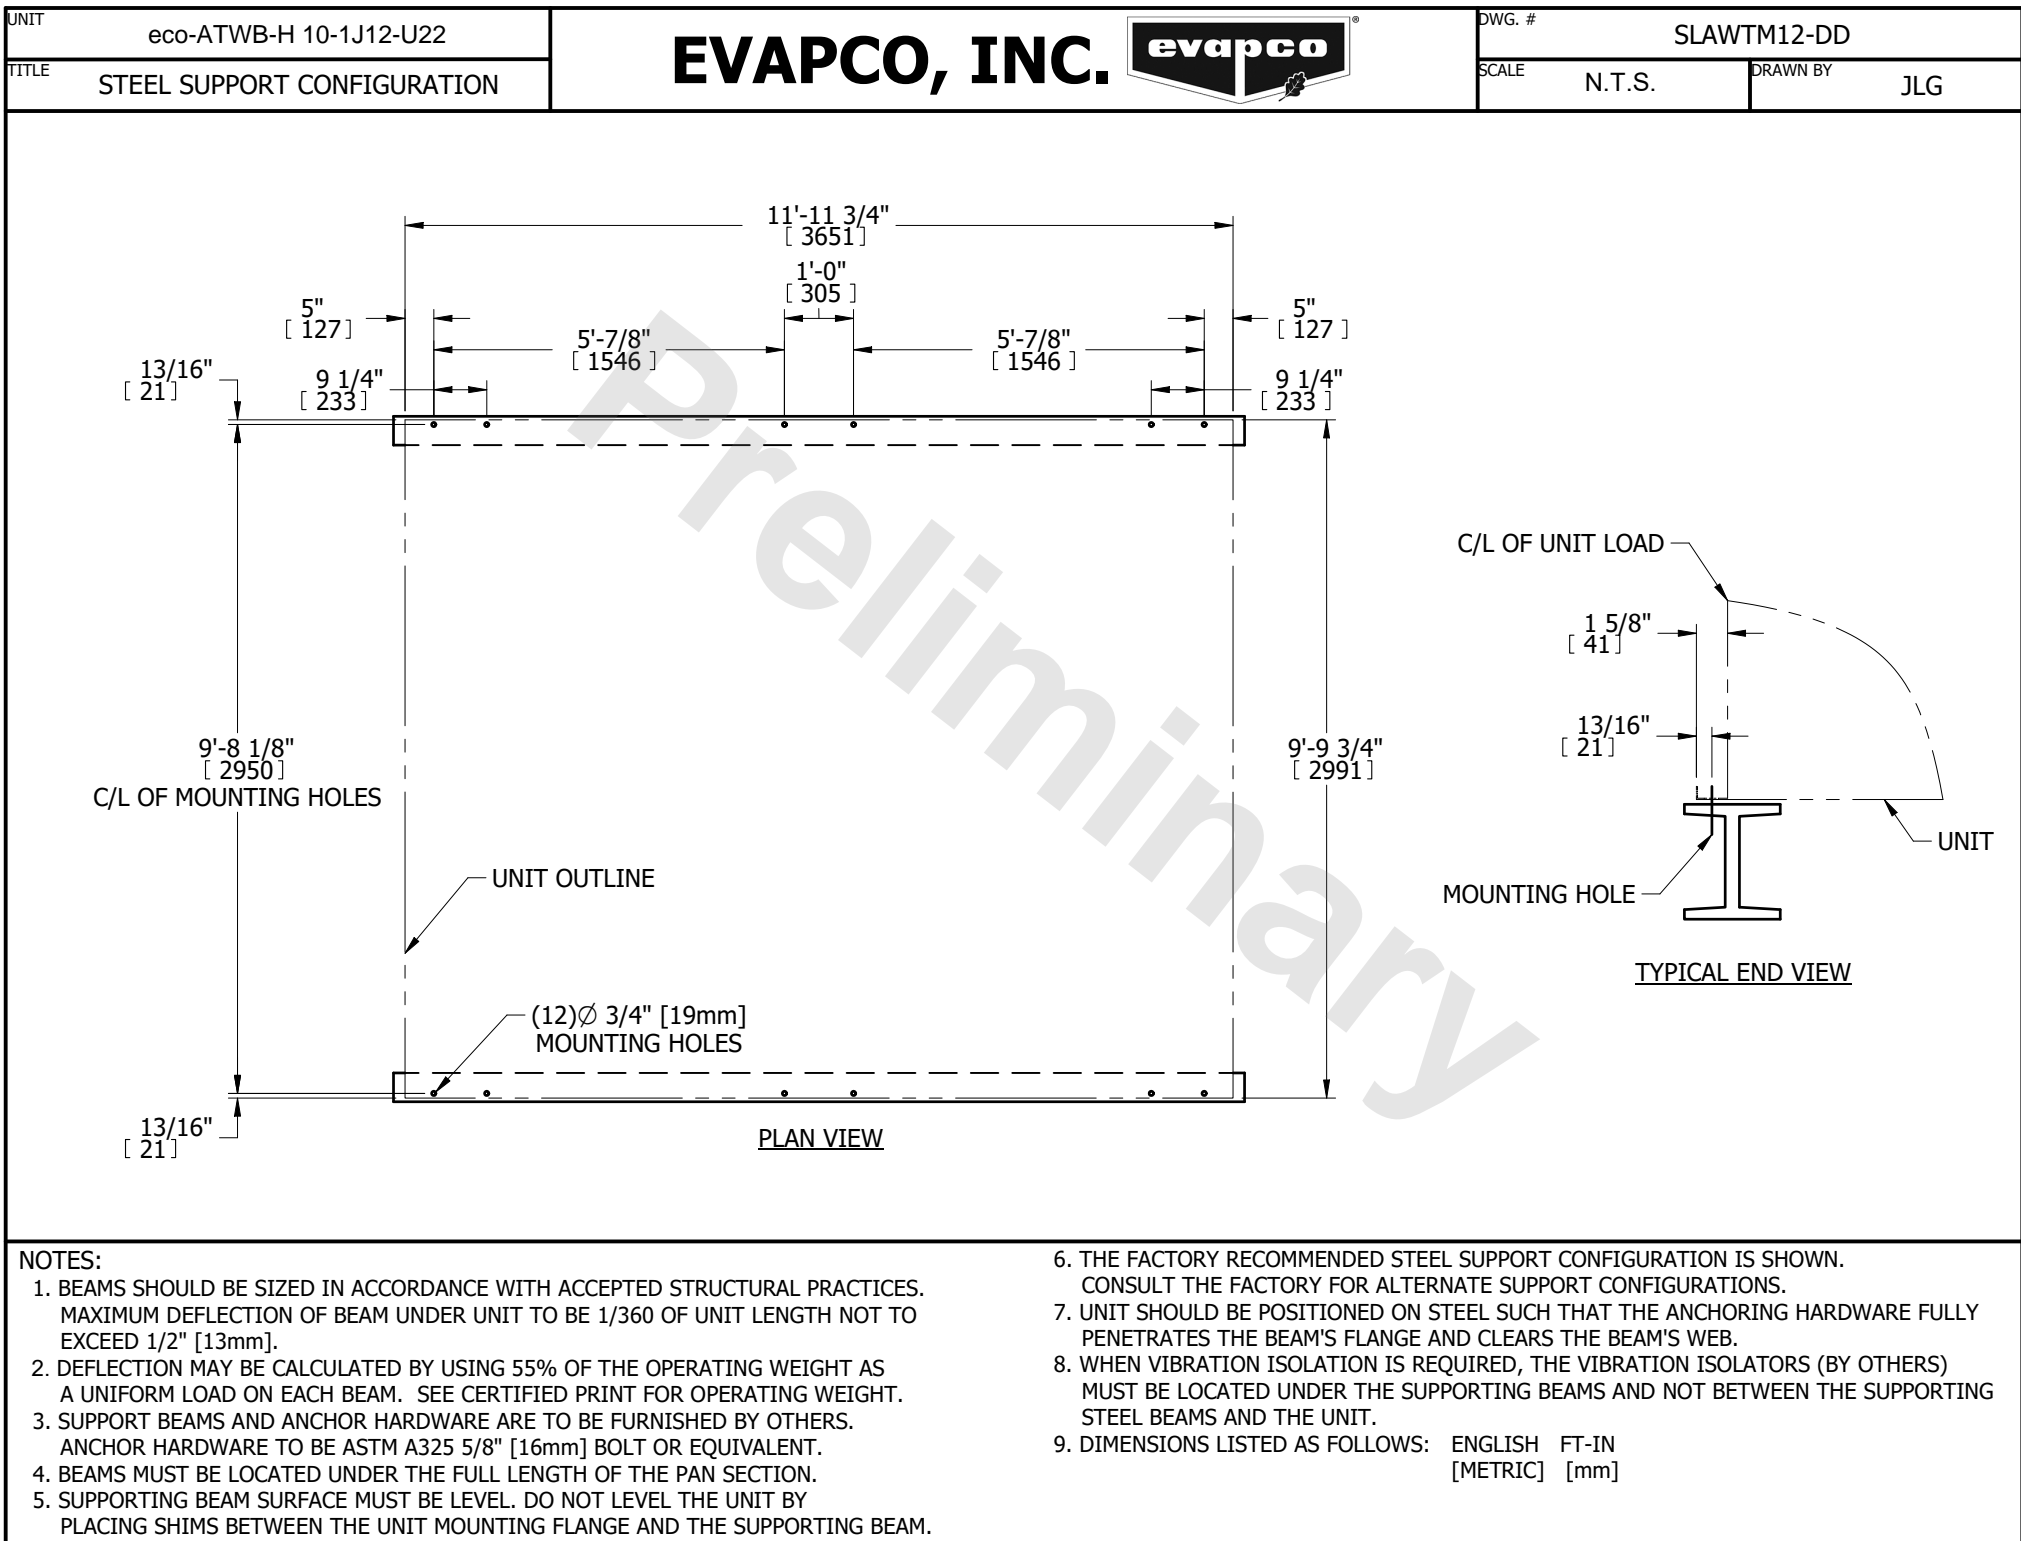 UNIT
eco-ATWB-H 10-1J12-U22
TITLE
STEEL SUPPORT CONFIGURATION
EVAPCO, INC.
evapco
®
DWG. #
SLAWTM12-DD
SCALE
N.T.S.
DRAWN BY
JLG
11'-11 3/4"
[ 3651 ]
1'-0"
[ 305 ]
5"
[ 127 ]
5'-7/8"
[ 1546 ]
5'-7/8"
[ 1546 ]
5"
[ 127 ]
13/16"
[ 21 ]
9 1/4"
[ 233 ]
9 1/4"
[ 233 ]
Preliminary
C/L OF UNIT LOAD
1 5/8"
[ 41 ]
13/16"
[ 21 ]
9'-8 1/8"
[ 2950 ]
C/L OF MOUNTING HOLES
9'-9 3/4"
[ 2991 ]
UNIT
UNIT OUTLINE
MOUNTING HOLE
TYPICAL END VIEW
(12)∅ 3/4" [19mm]
MOUNTING HOLES
13/16"
[ 21 ]
PLAN VIEW
NOTES:
1. BEAMS SHOULD BE SIZED IN ACCORDANCE WITH ACCEPTED STRUCTURAL PRACTICES.
MAXIMUM DEFLECTION OF BEAM UNDER UNIT TO BE 1/360 OF UNIT LENGTH NOT TO
EXCEED 1/2" [13mm].
2. DEFLECTION MAY BE CALCULATED BY USING 55% OF THE OPERATING WEIGHT AS
A UNIFORM LOAD ON EACH BEAM. SEE CERTIFIED PRINT FOR OPERATING WEIGHT.
3. SUPPORT BEAMS AND ANCHOR HARDWARE ARE TO BE FURNISHED BY OTHERS.
ANCHOR HARDWARE TO BE ASTM A325 5/8" [16mm] BOLT OR EQUIVALENT.
4. BEAMS MUST BE LOCATED UNDER THE FULL LENGTH OF THE PAN SECTION.
5. SUPPORTING BEAM SURFACE MUST BE LEVEL. DO NOT LEVEL THE UNIT BY
PLACING SHIMS BETWEEN THE UNIT MOUNTING FLANGE AND THE SUPPORTING BEAM.
6. THE FACTORY RECOMMENDED STEEL SUPPORT CONFIGURATION IS SHOWN.
CONSULT THE FACTORY FOR ALTERNATE SUPPORT CONFIGURATIONS.
7. UNIT SHOULD BE POSITIONED ON STEEL SUCH THAT THE ANCHORING HARDWARE FULLY
PENETRATES THE BEAM'S FLANGE AND CLEARS THE BEAM'S WEB.
8. WHEN VIBRATION ISOLATION IS REQUIRED, THE VIBRATION ISOLATORS (BY OTHERS)
MUST BE LOCATED UNDER THE SUPPORTING BEAMS AND NOT BETWEEN THE SUPPORTING
STEEL BEAMS AND THE UNIT.
9. DIMENSIONS LISTED AS FOLLOWS: ENGLISH FT-IN
[METRIC] [mm]